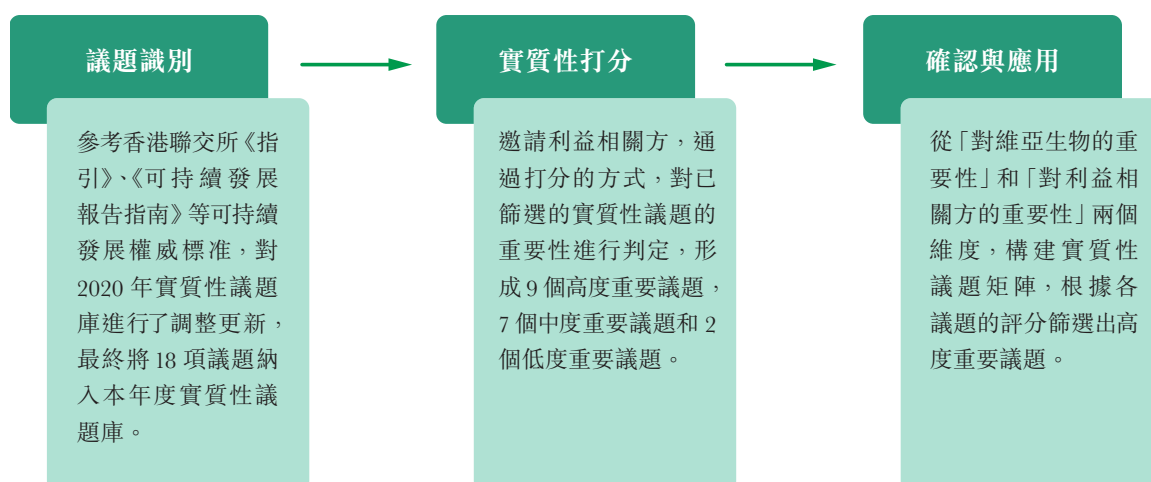 議題識別
參考香港聯交所《指
引》、《可持續發展
報告指南》等可持續
發展權威標准，對
2020 年實質性議題
庫進行了調整更新，
最終將 18 項議題納
入本年度實質性議
題庫。
實質性打分
邀請利益相關方，通
過打分的方式，對已
篩選的實質性議題的
重要性進行判定，形
成 9 個高度重要議題，
7 個中度重要議題和 2
個低度重要議題。
確認與應用
從「對維亞生物的重
要性」和「對利益相
關方的重要性」兩個
維度，構建實質性
議題矩陣，根據各
議題的評分篩選出高
度重要議題。